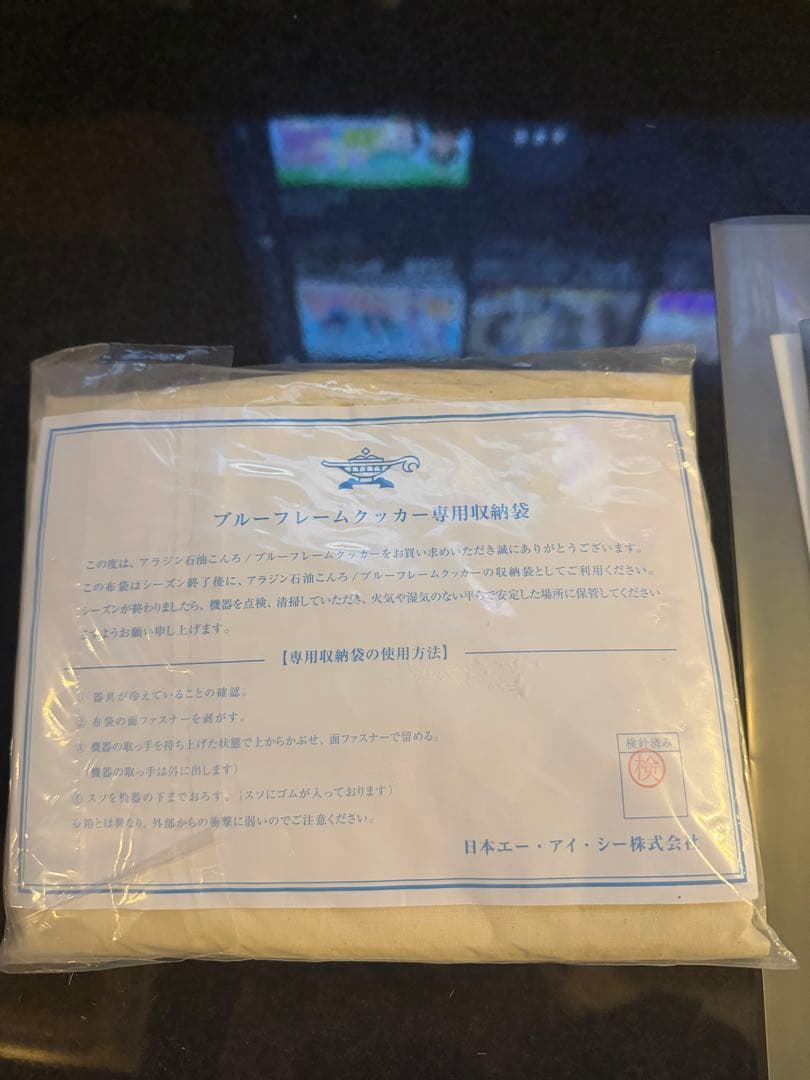 ブルーフレームクッカー専用収納袋
この度は、アラジン石油こんろ/ブルーフレームクッカーをお買い求めいただき誠にありがとうございます。
この布袋はシーズン終了後に、アラジン石油こんろ/ブルーフレームクッカーの収納袋としてご利用ください。
シーズンが終わりましたら、機器を点検、清掃していただき、火気や湿気のない平らで安定した場所に保管してください
ますようお願い申し上げます。
【専用収納袋の使用方法】
① 器具が冷えていることの確認。
② 布袋の面ファスナーを剥がす。
③ 機器の取っ手を持ち上げた状態で上からかぶせ、面ファスナーで留める。
(機器の取っ手は外に出します)
④ スソを機器の下までおろす。(スソにゴムが入っております)
※箱とは異なり、外部からの衝撃に弱いのでご注意ください。
検針済み
検
日本エー・アイ・シー株式会社